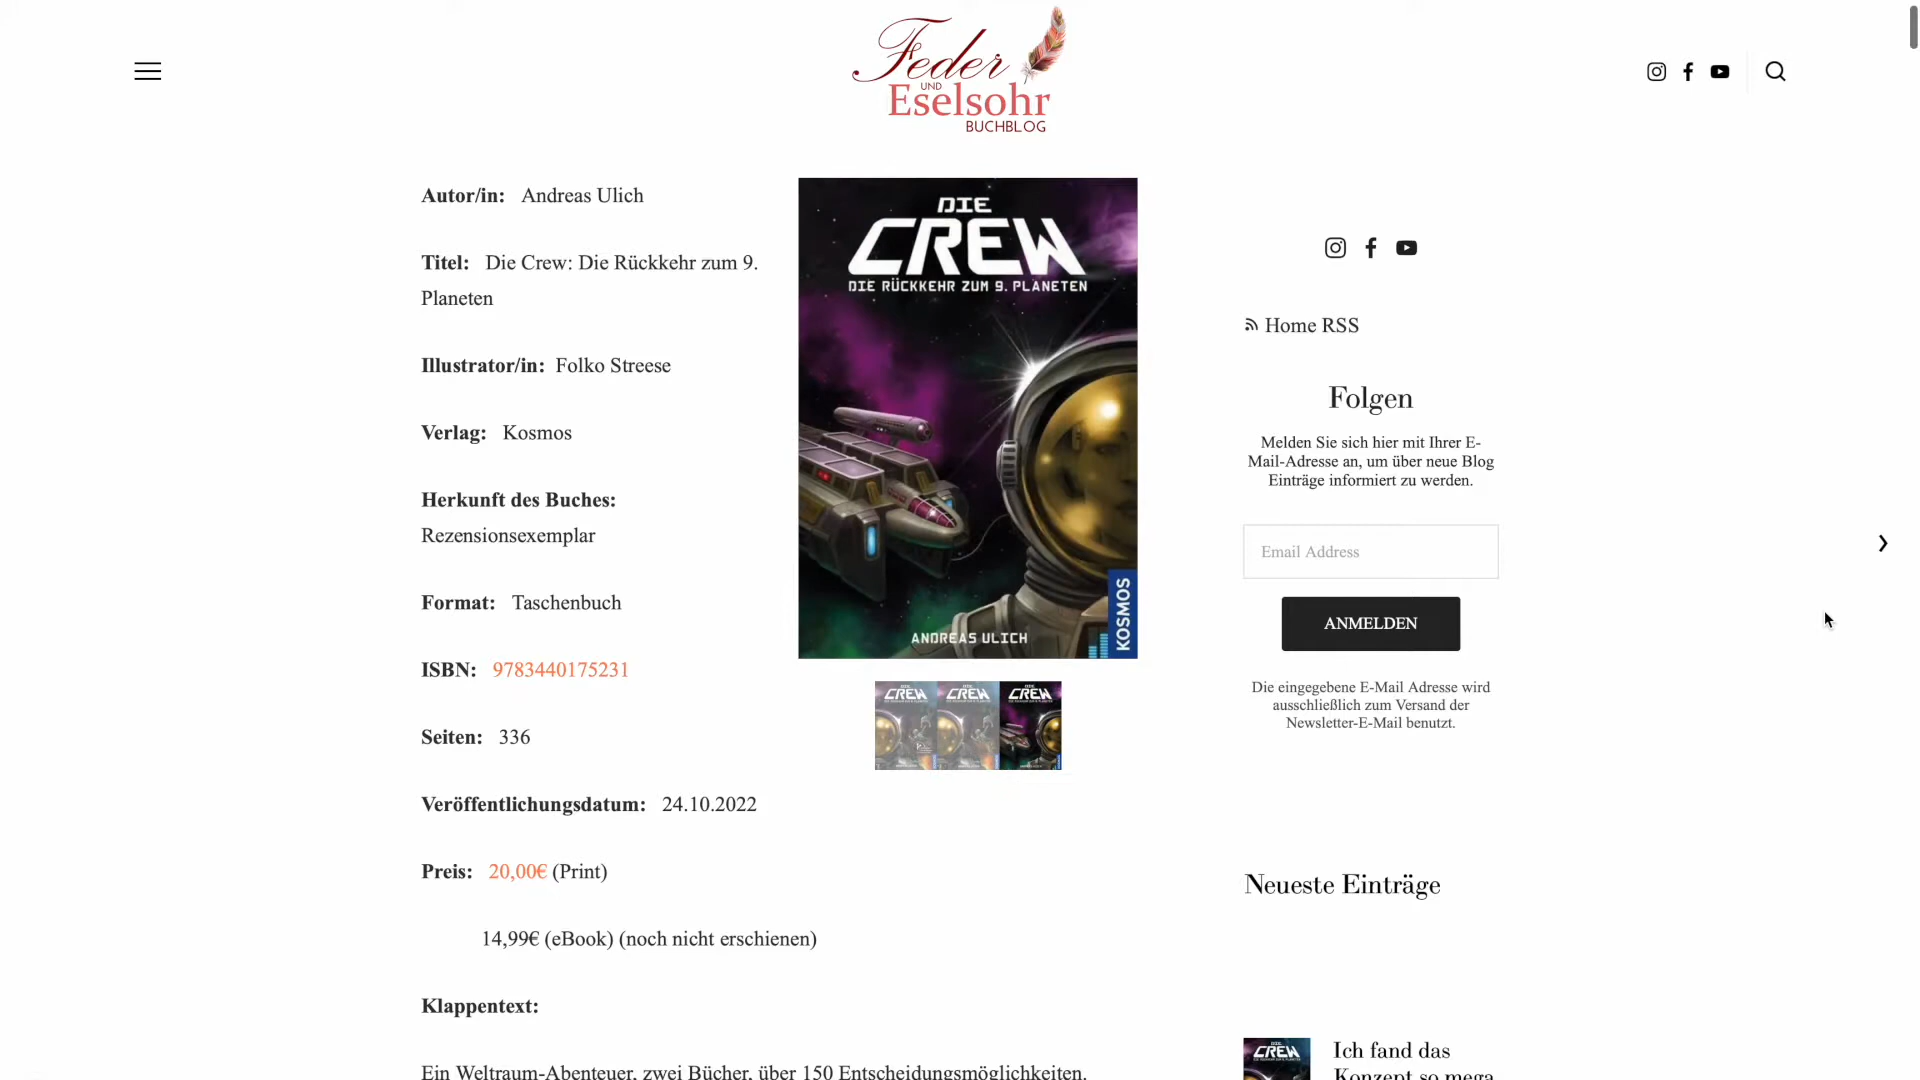 Feder
UND
Eselsohr
BUCHBLOG
Autor/in: Andreas Ulich
Titel: Die Crew: Die Rückkehr zum 9.
Planeten
Illustrator/in: Folko Streese
Verlag: Kosmos
Herkunft des Buches:
Rezensionsexemplar
Format: Taschenbuch
ISBN: 9783440175231
Seiten: 336
Veröffentlichungsdatum: 24.10.2022
Preis: 20,00€ (Print)
14,99€ (eBook) (noch nicht erschienen)
Klappentext:
Ein Weltraum-Abenteuer, zwei Bücher, über 150 Entscheidungsmöglichkeiten.
DIE
CREW
DIE RÜCKKEHR ZUM 9. PLANETEN
KOSMOS
ANDREAS ULICH
CREW
CREW
CREW
Home RSS
Folgen
Melden Sie sich hier mit Ihrer E-
Mail-Adresse an, um über neue Blog
Einträge informiert zu werden.
Email Address
ANMELDEN
Die eingegebene E-Mail Adresse wird
ausschließlich zum Versand der
Newsletter-E-Mail benutzt.
Neueste Einträge
DIE
CREW
Ich fand das
Konzept so mega